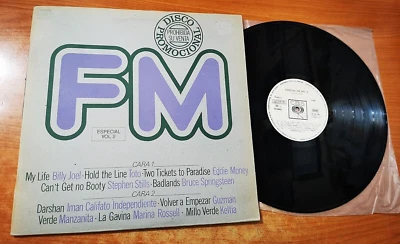 DISCO
PROMOCIONAL
PROHIBIDA
SU VENTA
FM
ESPECIAL
VOL. 2
CARA 1
My Life Billy Joel·Hold the Line Toto·Two Tickets to Paradise Eddie Money
Can't Get no Booty Stephen Stills·Badlands Bruce Springsteen
CARA 2
Darshan Iman Califato Independiente·Volver a Empezar Guzman
Verde Manzanita·La Gavina Marina Rossell·Millo Verde Keltia